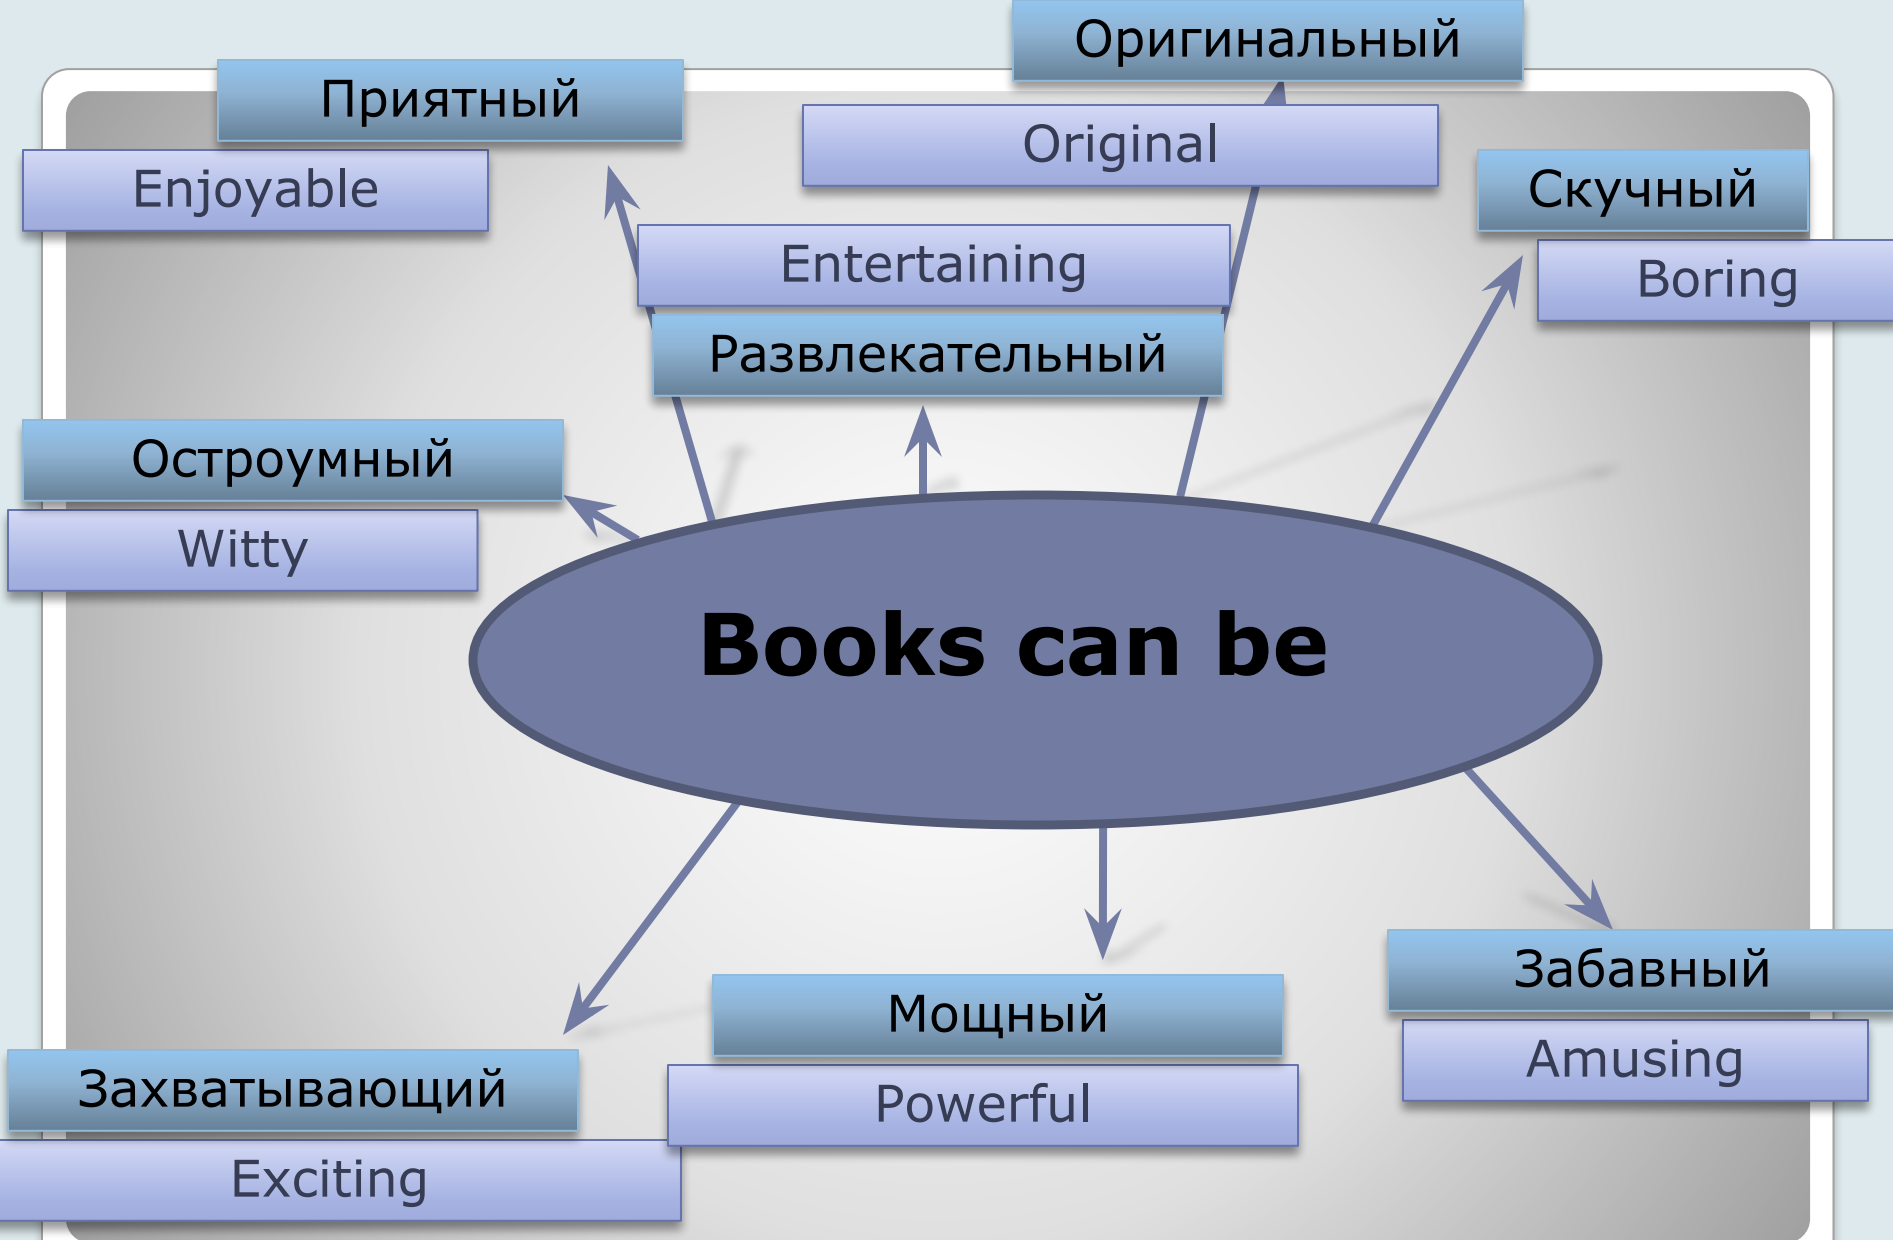 Оригинальный
Приятный
Original
Enjoyable
Скучный
Entertaining
Boring
Развлекательный
Остроумный
Witty
Books can be
Забавный
Мощный
Amusing
Захватывающий
Powerful
Exciting